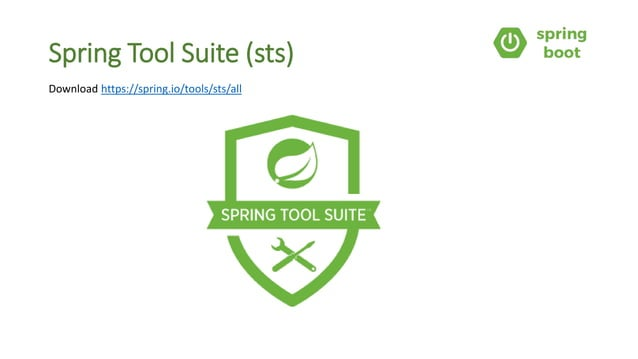 Spring Tool Suite (sts)
spring
boot
Download https://spring.io/tools/sts/all
SPRING TOOL SUITE